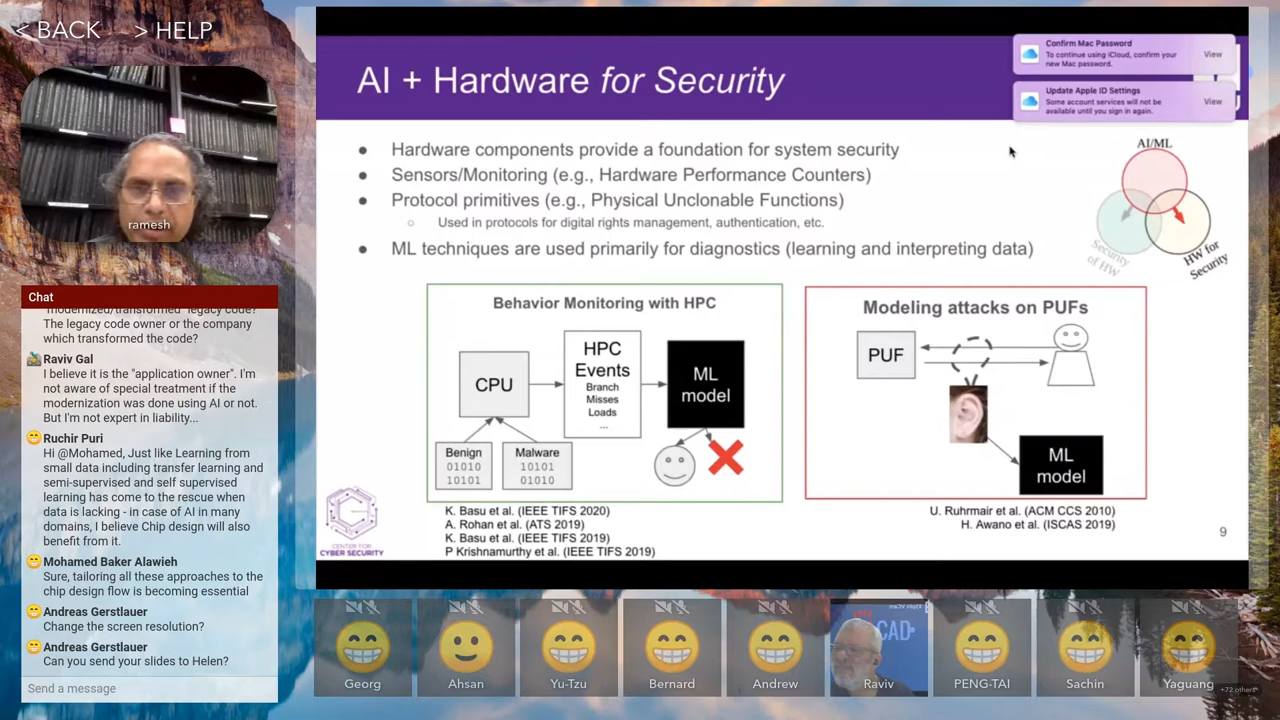 < BACK
> HELP
ramesh
Chat
modernized/transformed legacy code?
The legacy code owner or the company
which transformed the code?
Raviv Gal
I believe it is the "application owner". I'm
not aware of special treatment if the
modernization was done using AI or not.
But I'm not expert in liability...
Ruchir Puri
Hi @Mohamed, Just like Learning from
small data including transfer learning and
semi-supervised and self supervised
learning has come to the rescue when
data is lacking - in case of AI in many
domains, I believe Chip design will also
benefit from it.
Mohamed Baker Alawieh
Sure, tailoring all these approaches to the
chip design flow is becoming essential
Andreas Gerstlauer
Change the screen resolution?
Andreas Gerstlauer
Can you send your slides to Helen?
Send a message
AI + Hardware for Security
Confirm Mac Password
To continue using iCloud, confirm your
new Mac password.
View
Update Apple ID Settings
Some account services will not be
available until you sign in again.
View
● Hardware components provide a foundation for system security
● Sensors/Monitoring (e.g., Hardware Performance Counters)
● Protocol primitives (e.g., Physical Unclonable Functions)
○ Used in protocols for digital rights management, authentication, etc.
● ML techniques are used primarily for diagnostics (learning and interpreting data)
AI/ML
Security
of HW
HW for
Security
Behavior Monitoring with HPC
CPU
HPC
Events
Branch
Misses
Loads
...
ML
model
Benign
01010
10101
Malware
10101
01010
Modeling attacks on PUFs
PUF
ML
model
K. Basu et al. (IEEE TIFS 2020)
A. Rohan et al. (ATS 2019)
K. Basu et al. (IEEE TIFS 2019)
P Krishnamurthy et al. (IEEE TIFS 2019)
U. Ruhrmair et al. (ACM CCS 2010)
H. Awano et al. (ISCAS 2019)
CENTER FOR
CYBER SECURITY
9
Georg
Ahsan
Yu-Tzu
Bernard
Andrew
Raviv
PENG-TAI
Sachin
Yaguang
+72 others